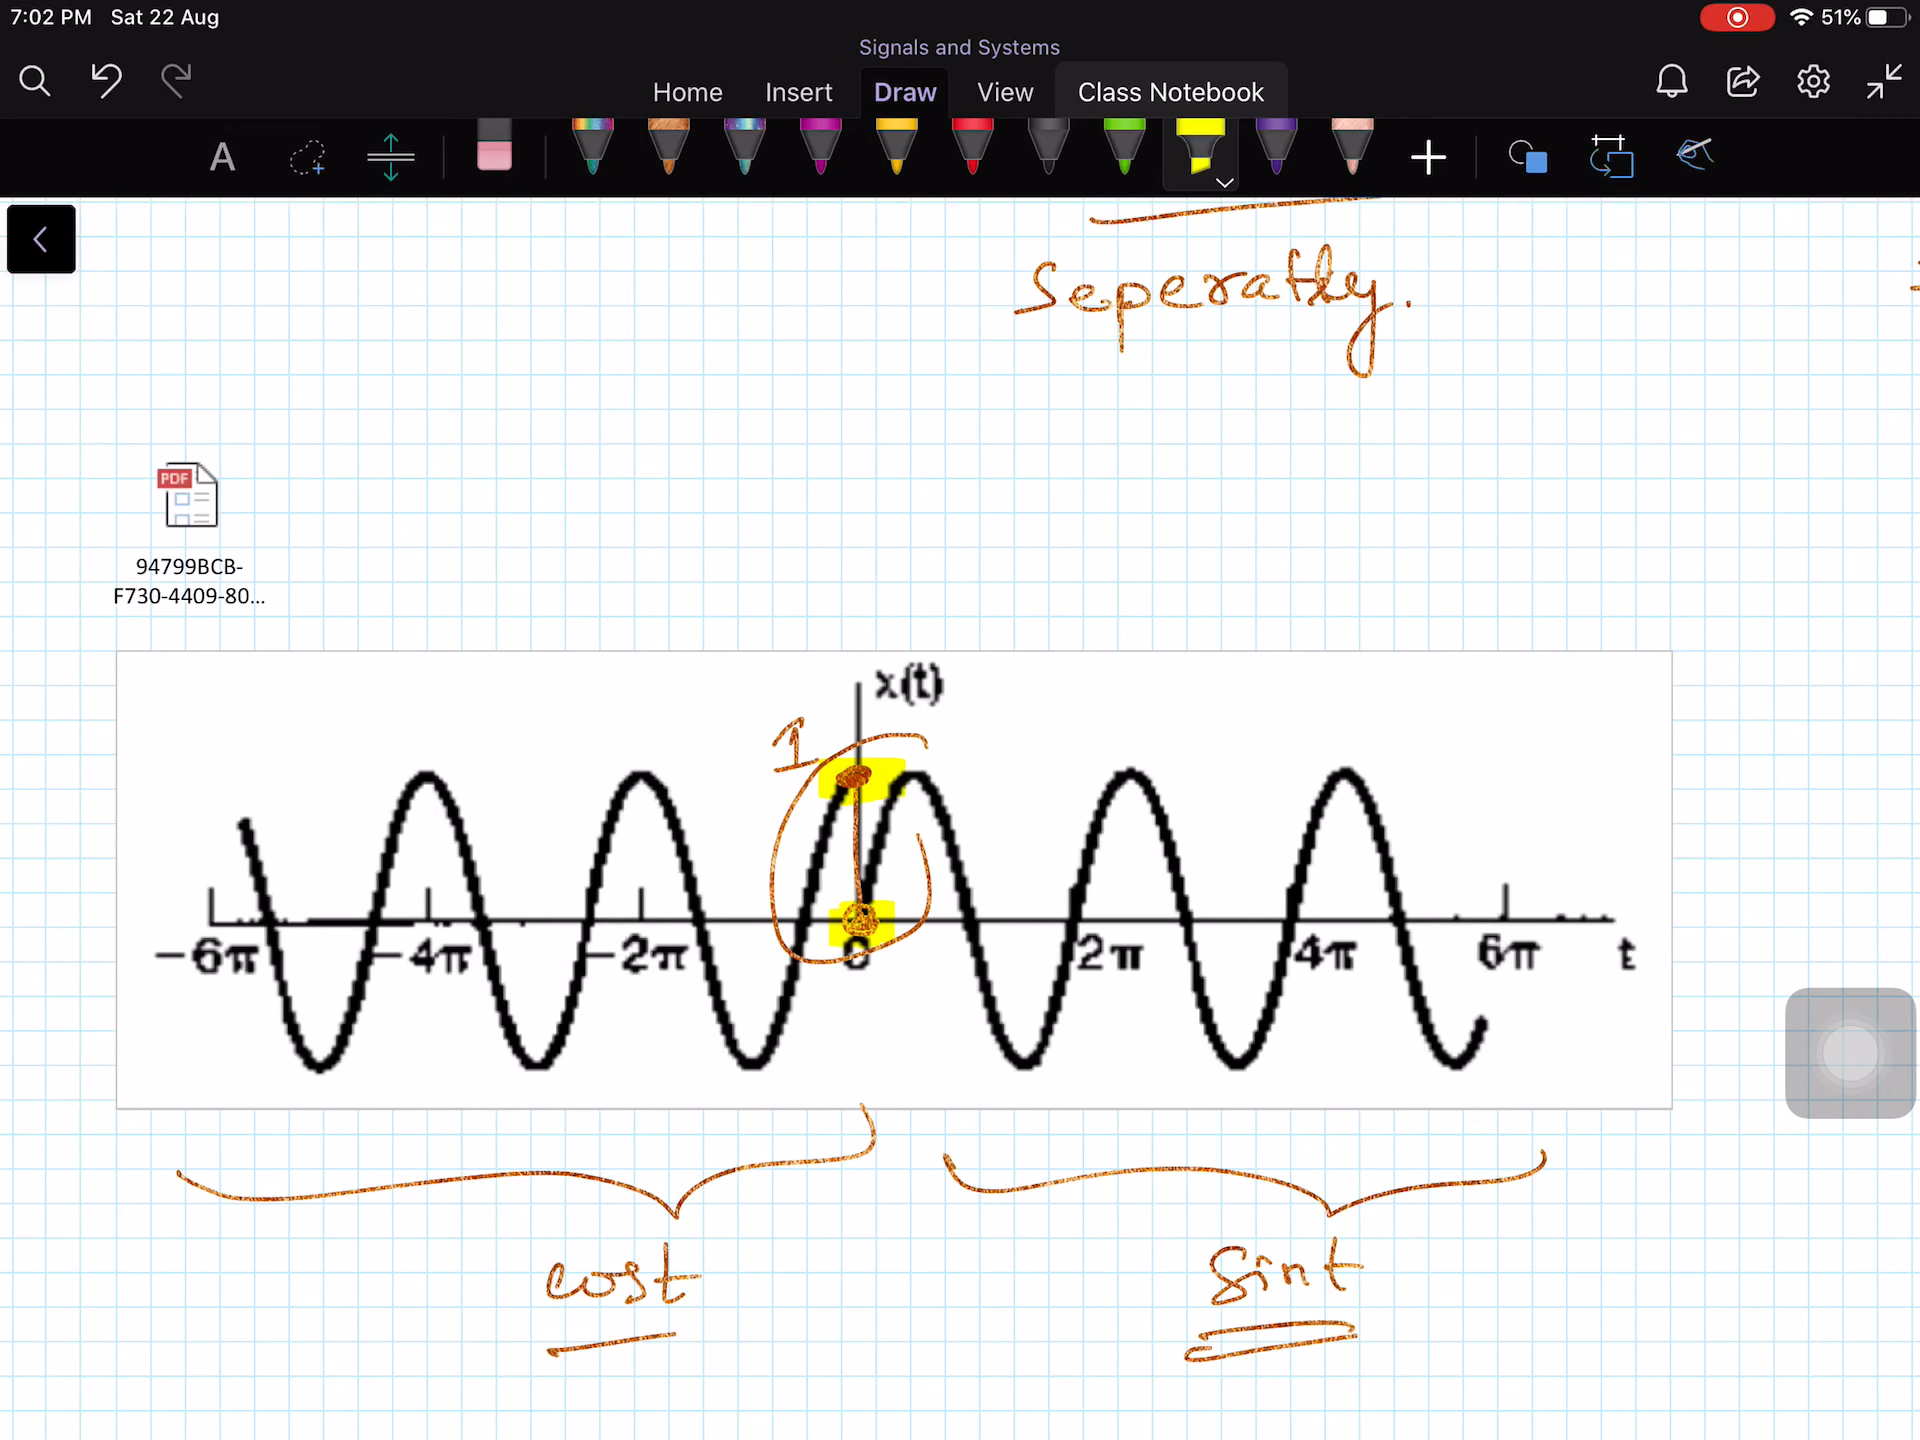 7:02 PM Sat 22 Aug
51%
Signals and Systems
Home Insert Draw View Class Notebook
A
Seperatly.
PDF
94799BCB-
F730-4409-80...
x(t)
1
-6π -4π -2π 0 2π 4π 6π t
cost sint